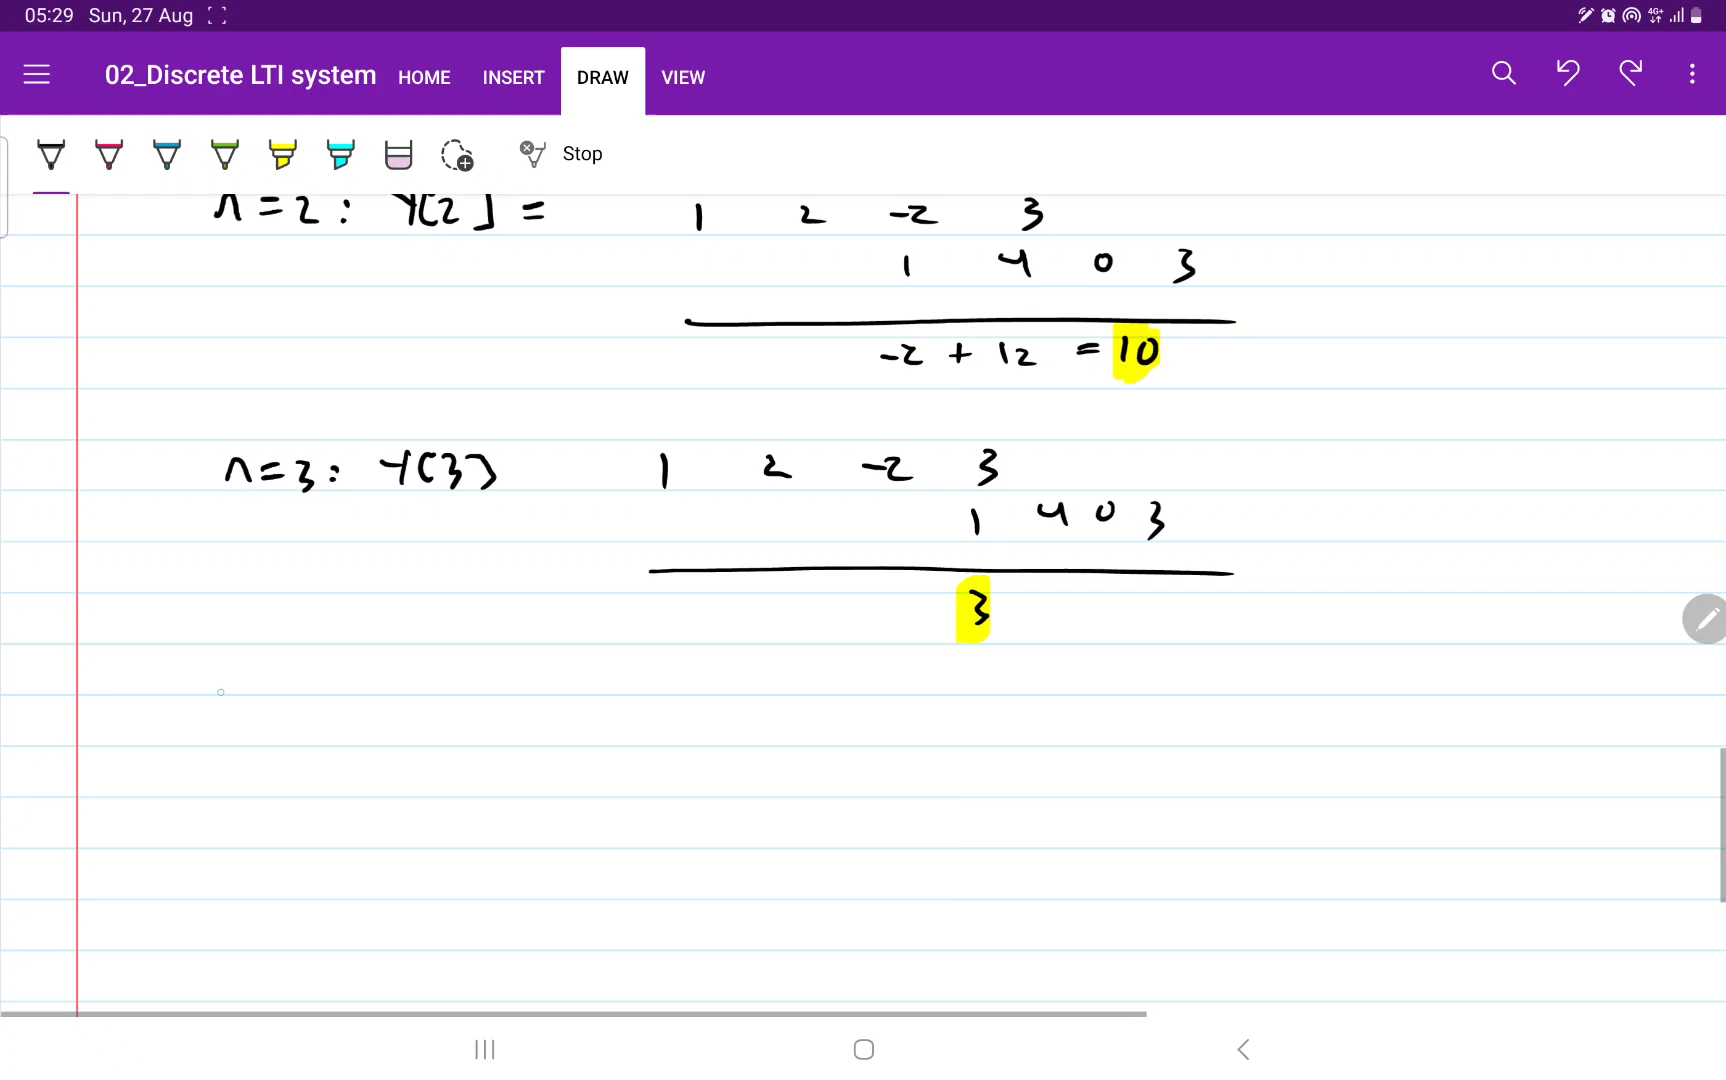 05:29 Sun, 27 Aug 4G+
02_Discrete LTI system HOME INSERT DRAW VIEW
Stop
n=2: y[2] = 1 2 -2 3
1 4 0 3
-2 + 12 = 10
n=3: y[3] 1 2 -2 3
1 4 0 3
3